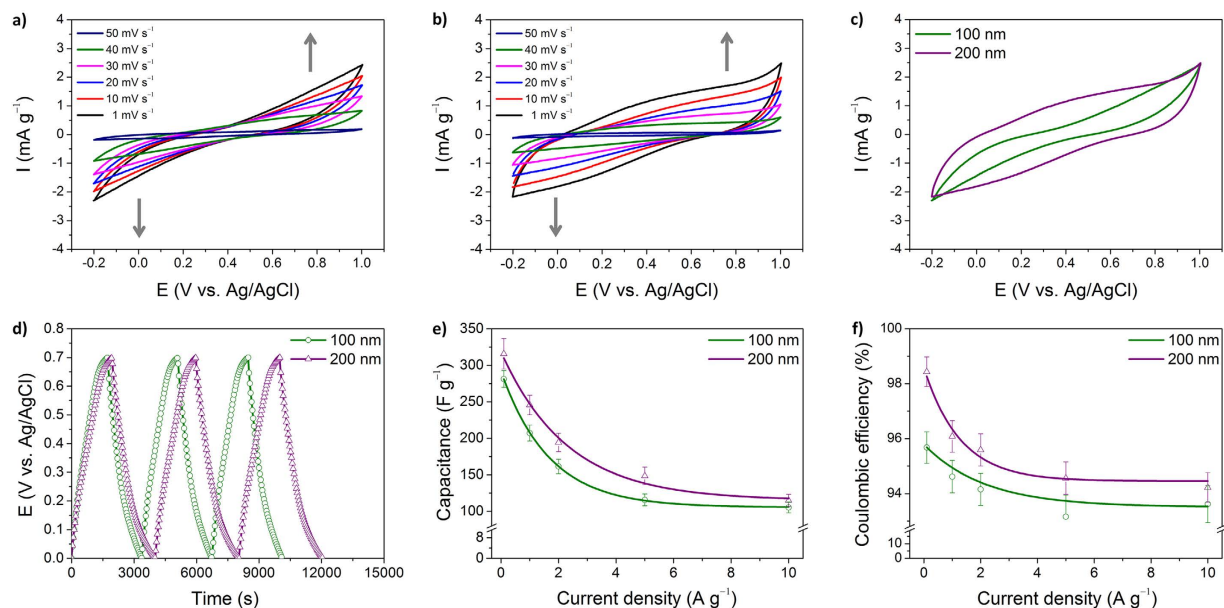 a)
I (mA g⁻¹)
4
3
2
1
0
-1
-2
-3
-4
50 mV s⁻¹
40 mV s⁻¹
30 mV s⁻¹
20 mV s⁻¹
10 mV s⁻¹
1 mV s⁻¹
-0.2 0.0 0.2 0.4 0.6 0.8 1.0
E (V vs. Ag/AgCl)
b)
I (mA g⁻¹)
4
3
2
1
0
-1
-2
-3
-4
50 mV s⁻¹
40 mV s⁻¹
30 mV s⁻¹
20 mV s⁻¹
10 mV s⁻¹
1 mV s⁻¹
-0.2 0.0 0.2 0.4 0.6 0.8 1.0
E (V vs. Ag/AgCl)
c)
I (mA g⁻¹)
4
3
2
1
0
-1
-2
-3
-4
100 nm
200 nm
-0.2 0.0 0.2 0.4 0.6 0.8 1.0
E (V vs. Ag/AgCl)
d)
E (V vs. Ag/AgCl)
0.8
0.7
0.6
0.5
0.4
0.3
0.2
0.1
0.0
100 nm
200 nm
0 3000 6000 9000 12000 15000
Time (s)
e)
Capacitance (F g⁻¹)
350
300
250
200
150
100
8
4
0
100 nm
200 nm
0 2 4 6 8 10
Current density (A g⁻¹)
f)
Coulombic efficiency (%)
100
98
96
94
10
5
0
100 nm
200 nm
0 2 4 6 8 10
Current density (A g⁻¹)